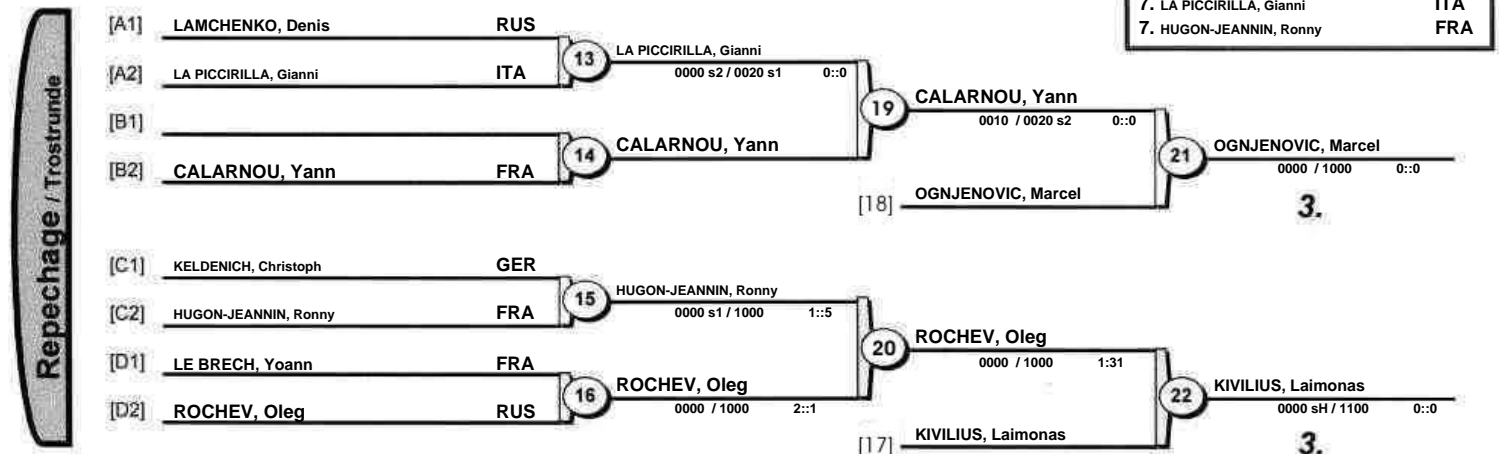 7. LA PICCIRILLA, Gianni ITA
7. HUGON-JEANNIN, Ronny FRA
Repechage / Trostrunde
[A1] LAMCHENKO, Denis RUS
[A2] LA PICCIRILLA, Gianni ITA
13 LA PICCIRILLA, Gianni
0000 s2 / 0020 s1 0::0
[B1]
[B2] CALARNOU, Yann FRA
14 CALARNOU, Yann
19 CALARNOU, Yann
0010 / 0020 s2 0::0
[18] OGNJENOVIC, Marcel
21 OGNJENOVIC, Marcel
0000 / 1000 0::0
3.
[C1] KELDENICH, Christoph GER
[C2] HUGON-JEANNIN, Ronny FRA
15 HUGON-JEANNIN, Ronny
0000 s1 / 1000 1::5
[D1] LE BRECH, Yoann FRA
[D2] ROCHEV, Oleg RUS
16 ROCHEV, Oleg
0000 / 1000 2::1
20 ROCHEV, Oleg
0000 / 1000 1:31
[17] KIVILIUS, Laimonas
22 KIVILIUS, Laimonas
0000 sH / 1100 0::0
3.